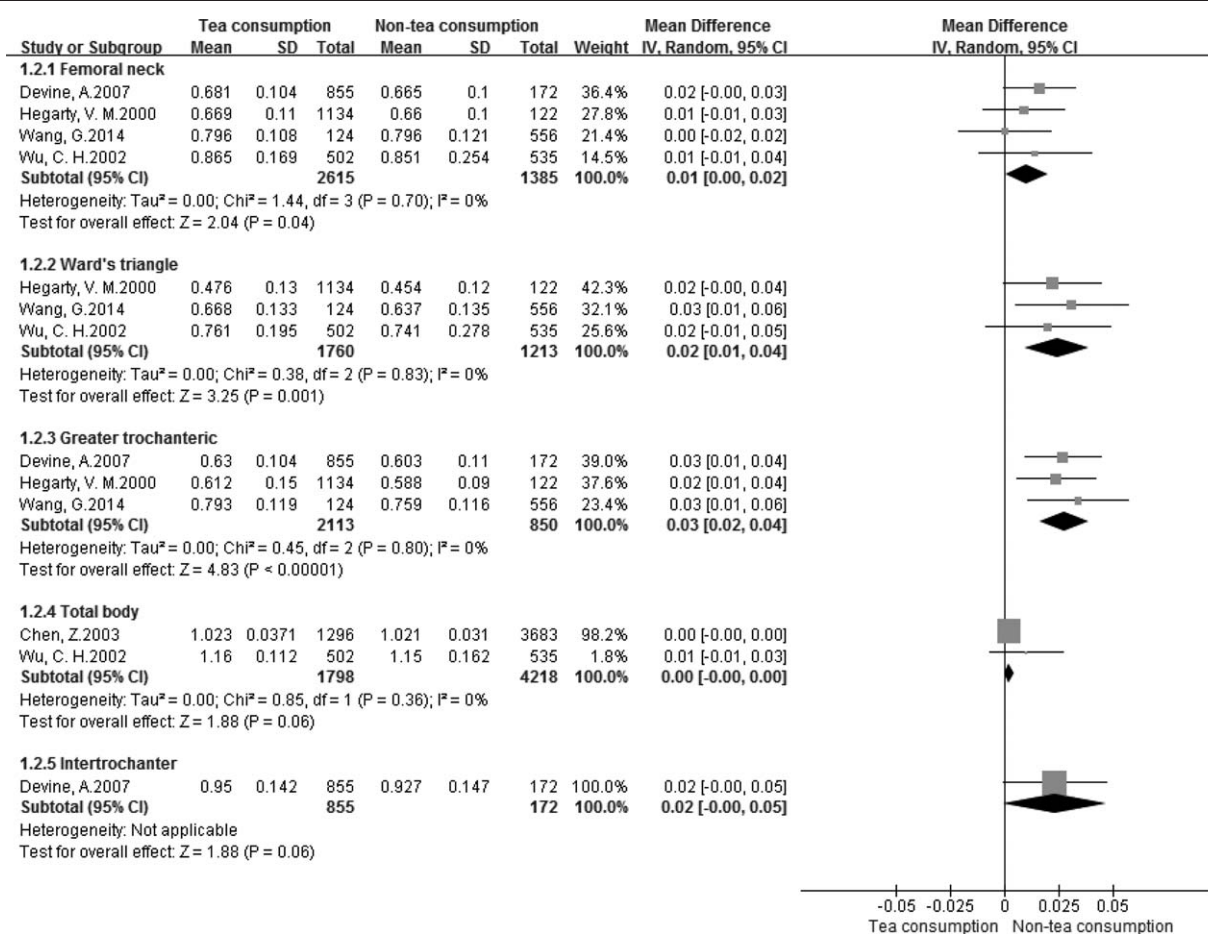 Tea consumption Non-tea consumption Mean Difference Mean Difference
Study or Subgroup Mean SD Total Mean SD Total Weight IV, Random, 95% CI IV, Random, 95% CI
1.2.1 Femoral neck
Devine, A.2007 0.681 0.104 855 0.665 0.1 172 36.4% 0.02 [-0.00, 0.03]
Hegarty, V. M.2000 0.669 0.11 1134 0.66 0.1 122 27.8% 0.01 [-0.01, 0.03]
Wang, G.2014 0.796 0.108 124 0.796 0.121 556 21.4% 0.00 [-0.02, 0.02]
Wu, C. H.2002 0.865 0.169 502 0.851 0.254 535 14.5% 0.01 [-0.01, 0.04]
Subtotal (95% CI) 2615 1385 100.0% 0.01 [0.00, 0.02]
Heterogeneity: Tau² = 0.00; Chi² = 1.44, df = 3 (P = 0.70); I² = 0%
Test for overall effect: Z = 2.04 (P = 0.04)
1.2.2 Ward's triangle
Hegarty, V. M.2000 0.476 0.13 1134 0.454 0.12 122 42.3% 0.02 [-0.00, 0.04]
Wang, G.2014 0.668 0.133 124 0.637 0.135 556 32.1% 0.03 [0.01, 0.06]
Wu, C. H.2002 0.761 0.195 502 0.741 0.278 535 25.6% 0.02 [-0.01, 0.05]
Subtotal (95% CI) 1760 1213 100.0% 0.02 [0.01, 0.04]
Heterogeneity: Tau² = 0.00; Chi² = 0.38, df = 2 (P = 0.83); I² = 0%
Test for overall effect: Z = 3.25 (P = 0.001)
1.2.3 Greater trochanteric
Devine, A.2007 0.63 0.104 855 0.603 0.11 172 39.0% 0.03 [0.01, 0.04]
Hegarty, V. M.2000 0.612 0.15 1134 0.588 0.09 122 37.6% 0.02 [0.01, 0.04]
Wang, G.2014 0.793 0.119 124 0.759 0.116 556 23.4% 0.03 [0.01, 0.06]
Subtotal (95% CI) 2113 850 100.0% 0.03 [0.02, 0.04]
Heterogeneity: Tau² = 0.00; Chi² = 0.45, df = 2 (P = 0.80); I² = 0%
Test for overall effect: Z = 4.83 (P < 0.00001)
1.2.4 Total body
Chen, Z.2003 1.023 0.0371 1296 1.021 0.031 3683 98.2% 0.00 [-0.00, 0.00]
Wu, C. H.2002 1.16 0.112 502 1.15 0.162 535 1.8% 0.01 [-0.01, 0.03]
Subtotal (95% CI) 1798 4218 100.0% 0.00 [-0.00, 0.00]
Heterogeneity: Tau² = 0.00; Chi² = 0.85, df = 1 (P = 0.36); I² = 0%
Test for overall effect: Z = 1.88 (P = 0.06)
1.2.5 Intertrochanter
Devine, A.2007 0.95 0.142 855 0.927 0.147 172 100.0% 0.02 [-0.00, 0.05]
Subtotal (95% CI) 855 172 100.0% 0.02 [-0.00, 0.05]
Heterogeneity: Not applicable
Test for overall effect: Z = 1.88 (P = 0.06)
-0.05 -0.025 0 0.025 0.05
Tea consumption Non-tea consumption